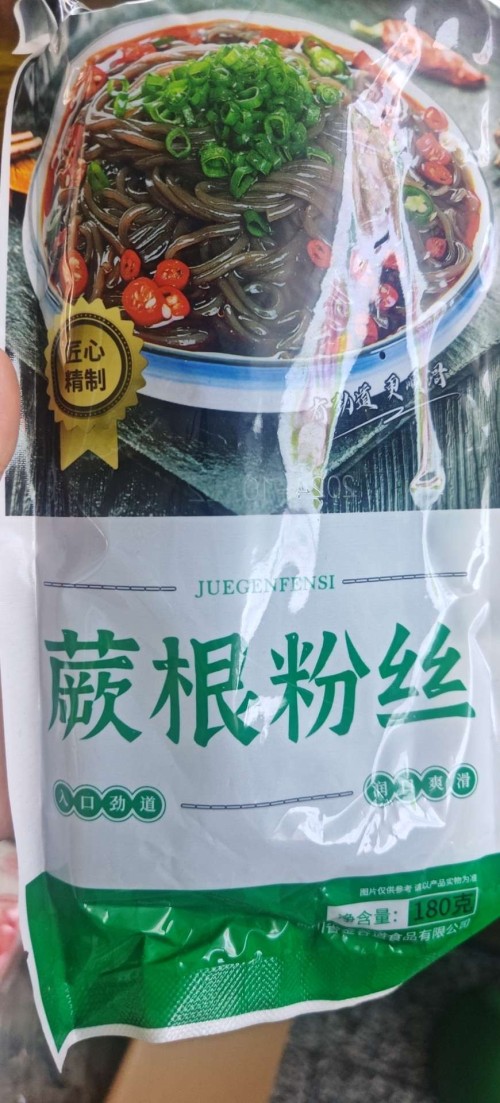 匠心
精制
JUEGENFENSI
蕨根粉丝
入口劲道
润 爽滑
图片仅供参考 请以产品实物为准
净含量：180克
食品有限公司